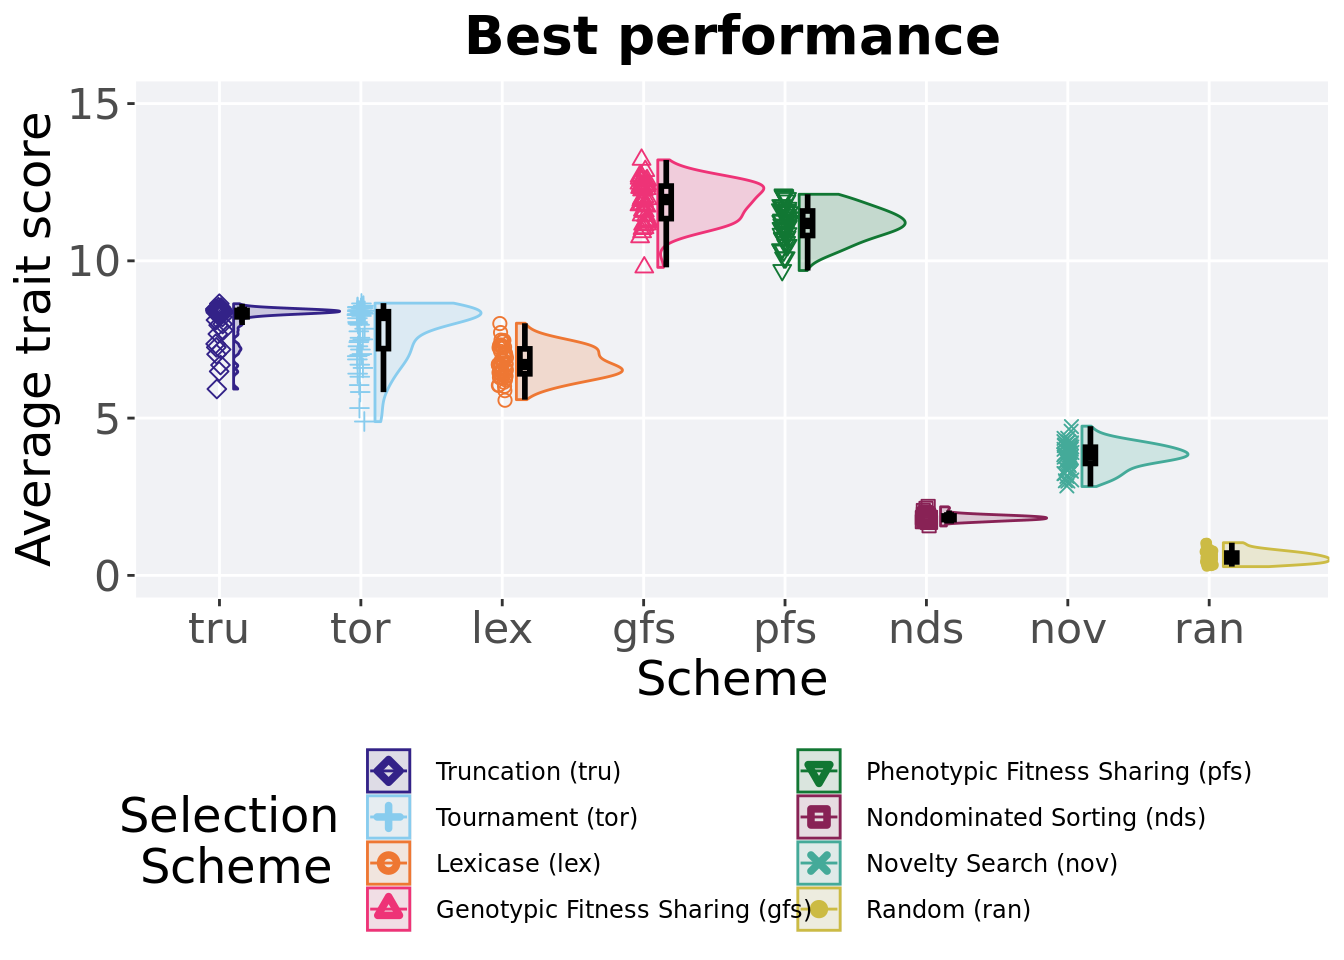 Best performance
Average trait score
15
10
5
0
tru tor lex gfs pfs nds nov ran
Scheme
Selection
Scheme
Truncation (tru)
Tournament (tor)
Lexicase (lex)
Genotypic Fitness Sharing (gfs)
Phenotypic Fitness Sharing (pfs)
Nondominated Sorting (nds)
Novelty Search (nov)
Random (ran)